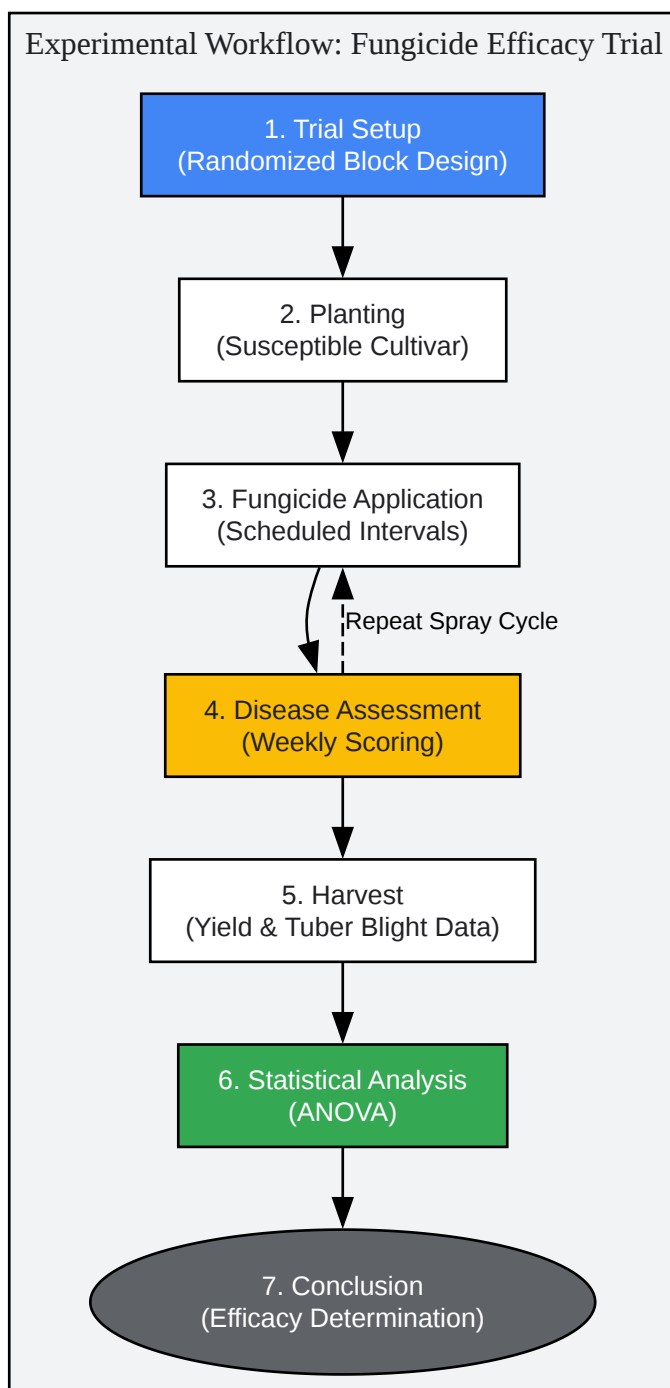 Experimental Workflow: Fungicide Efficacy Trial
1. Trial Setup
(Randomized Block Design)
2. Planting
(Susceptible Cultivar)
3. Fungicide Application
(Scheduled Intervals)
Repeat Spray Cycle
4. Disease Assessment
(Weekly Scoring)
5. Harvest
(Yield & Tuber Blight Data)
6. Statistical Analysis
(ANOVA)
7. Conclusion
(Efficacy Determination)